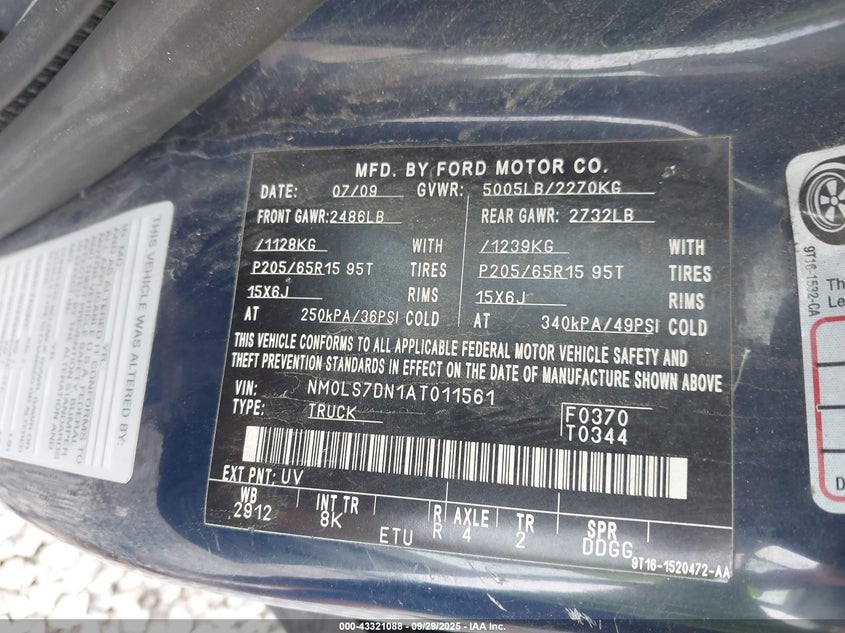 MFD. BY FORD MOTOR CO.
DATE: 07/09 GVWR: 5005LB/2270KG
FRONT GAWR:2486LB REAR GAWR: 2732LB
/1128KG WITH /1239KG WITH
P205/65R15 95T TIRES P205/65R15 95T TIRES
15X6J RIMS 15X6J RIMS
AT 250kPA/36PSI COLD AT 340kPA/49PSI COLD
THIS VEHICLE CONFORMS TO ALL APPLICABLE FEDERAL MOTOR VEHICLE SAFETY AND
THEFT PREVENTION STANDARDS IN EFFECT ON THE DATE OF MANUFACTURE SHOWN ABOVE
VIN: NM0LS7DN1AT011561
TYPE: TRUCK
F0370
T0344
EXT PNT: UV
WB INT TR R AXLE TR SPR
2912 8K R 4 2 DDGG
ETU
9T16-1520472-AA
THIS VEHICLE WAS ALTERED BY:
9T16-1532-CA
Th
Le
D
000-43321088 - 09/29/2025 - IAA Inc.